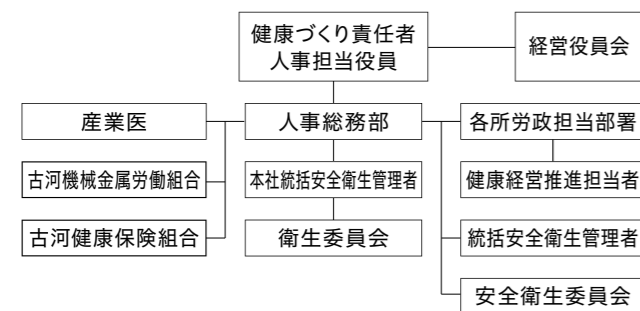 健康づくり責任者
人事担当役員
経営役員会
産業医
人事総務部
各所労政担当部署
古河機械金属労働組合
本社統括安全衛生管理者
健康経営推進担当者
古河健康保険組合
衛生委員会
統括安全衛生管理者
安全衛生委員会